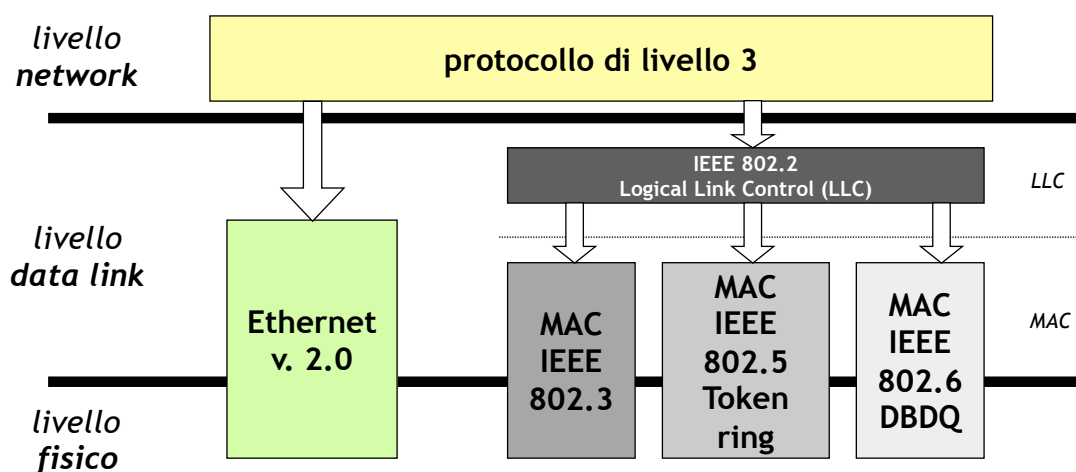 livello
network
protocollo di livello 3
IEEE 802.2
Logical Link Control (LLC)
LLC
livello
data link
Ethernet
v. 2.0
MAC
IEEE
802.3
MAC
IEEE
802.5
Token
ring
MAC
IEEE
802.6
DBDQ
MAC
livello
fisico